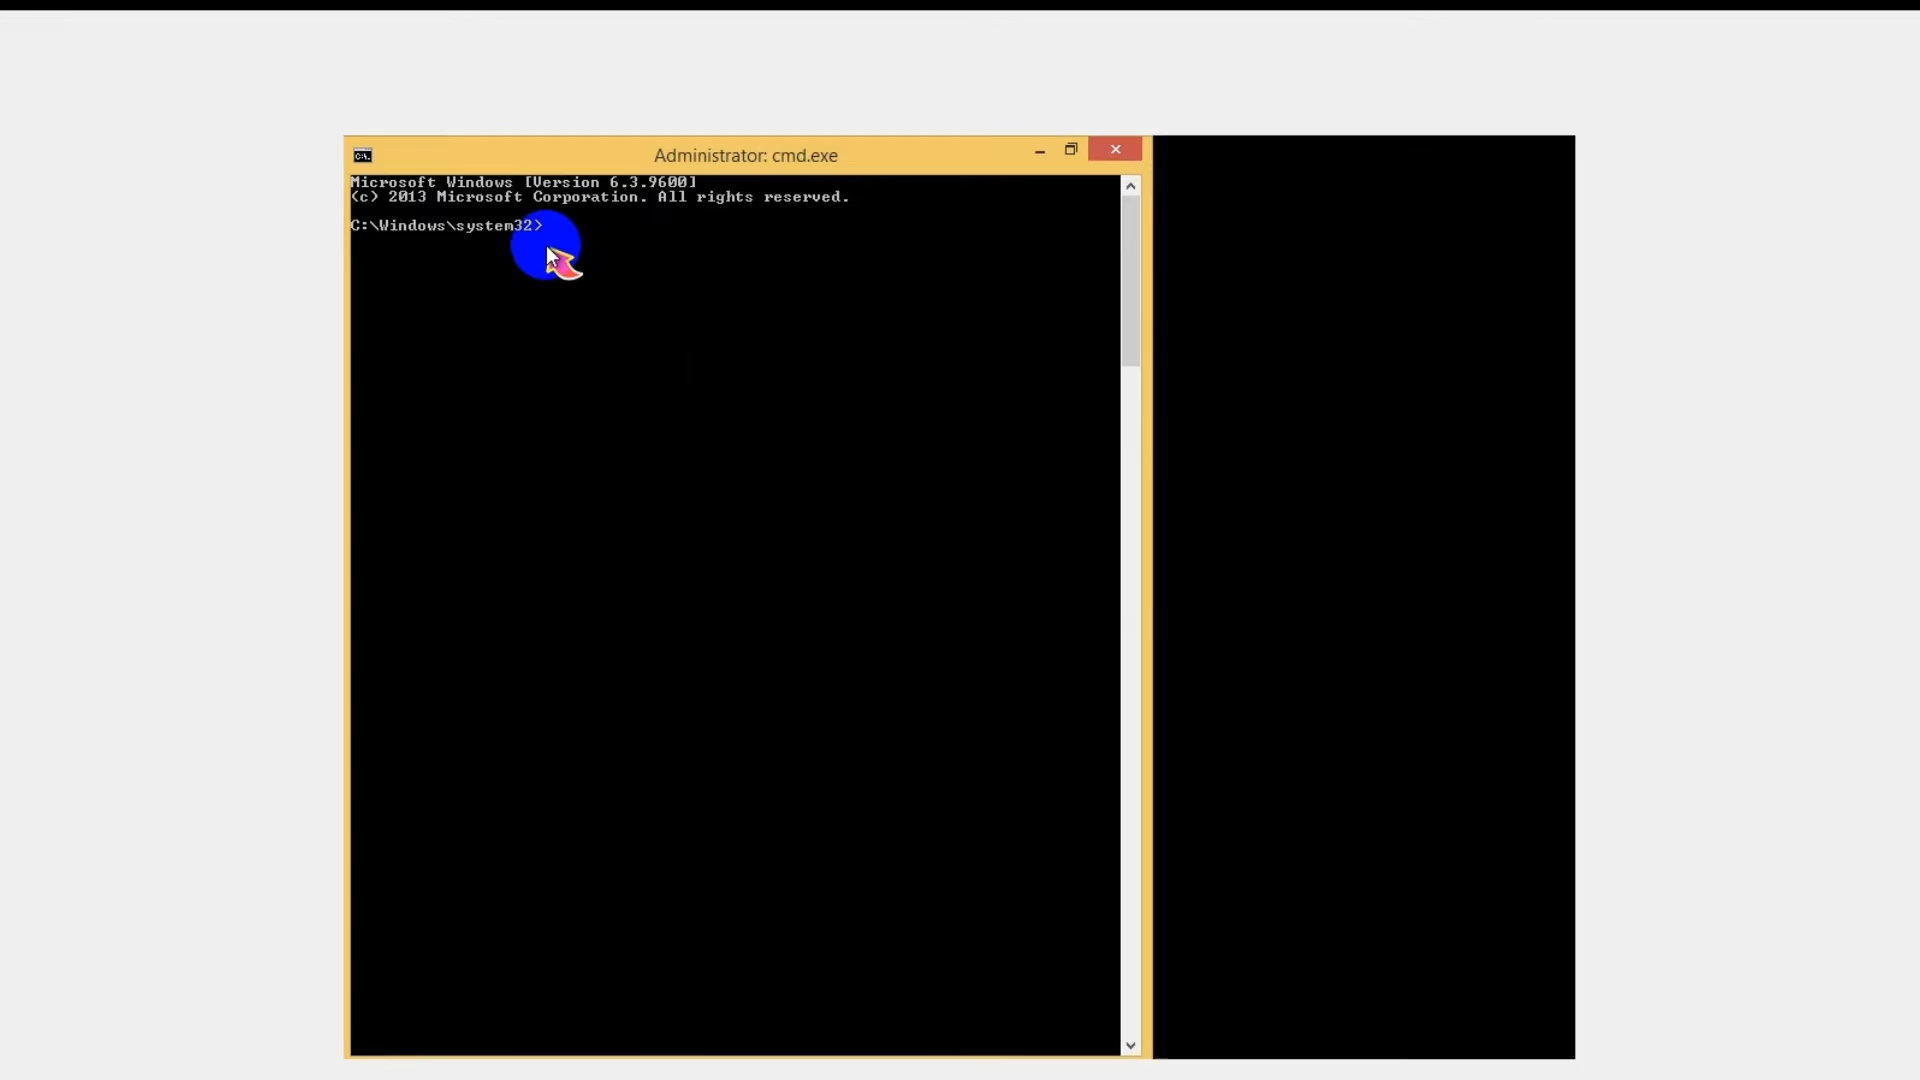 Administrator: cmd.exe
Microsoft Windows [Version 6.3.9600]
(c) 2013 Microsoft Corporation. All rights reserved.
C:\Windows\system32>